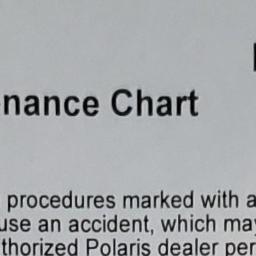 nance Chart
procedures marked with a
use an accident, which may
thorized Polaris dealer per